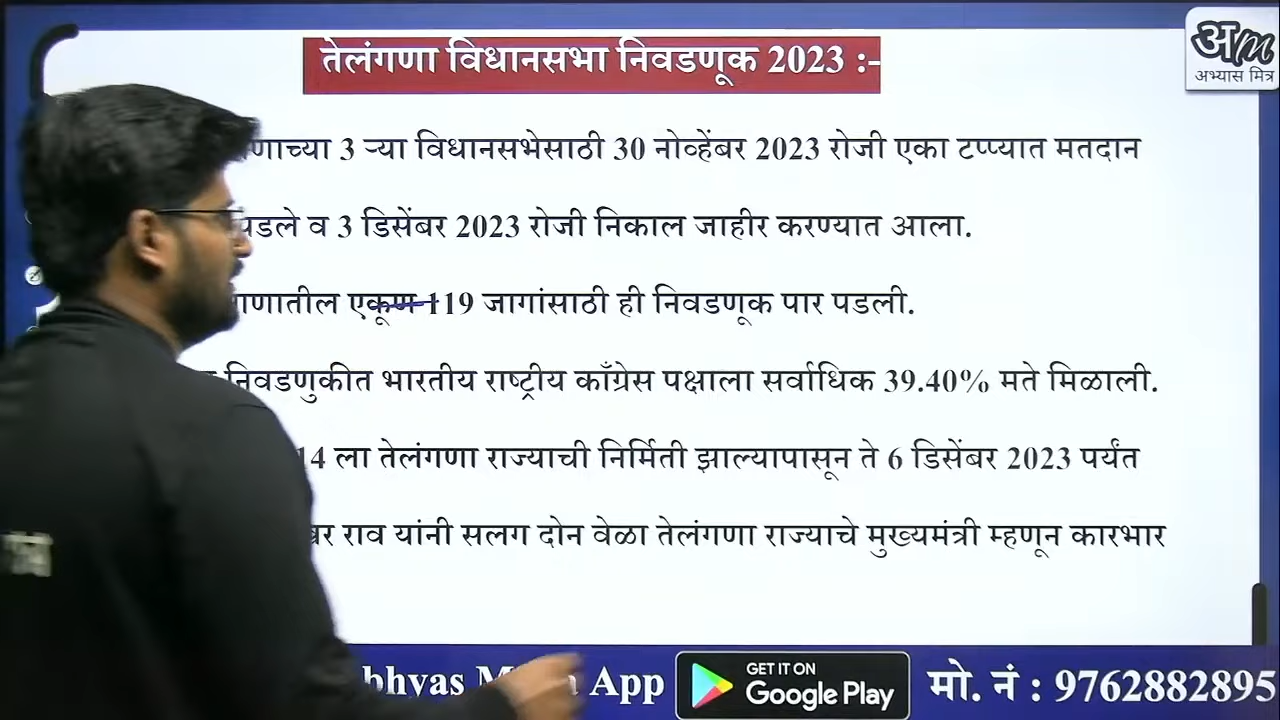 तेलंगणा विधानसभा निवडणूक 2023 :-
अm
अभ्यास मित्र
3 ऱ्या विधानसभेसाठी 30 नोव्हेंबर 2023 रोजी एका टप्प्यात मतदान
व 3 डिसेंबर 2023 रोजी निकाल जाहीर करण्यात आला.
एकूण 119 जागांसाठी ही निवडणूक पार पडली.
निवडणुकीत भारतीय राष्ट्रीय काँग्रेस पक्षाला सर्वाधिक 39.40% मते मिळाली.
14 ला तेलंगणा राज्याची निर्मिती झाल्यापासून ते 6 डिसेंबर 2023 पर्यंत
राव यांनी सलग दोन वेळा तेलंगणा राज्याचे मुख्यमंत्री म्हणून कारभार
App
GET IT ON
Google Play
मो. नं : 9762882895